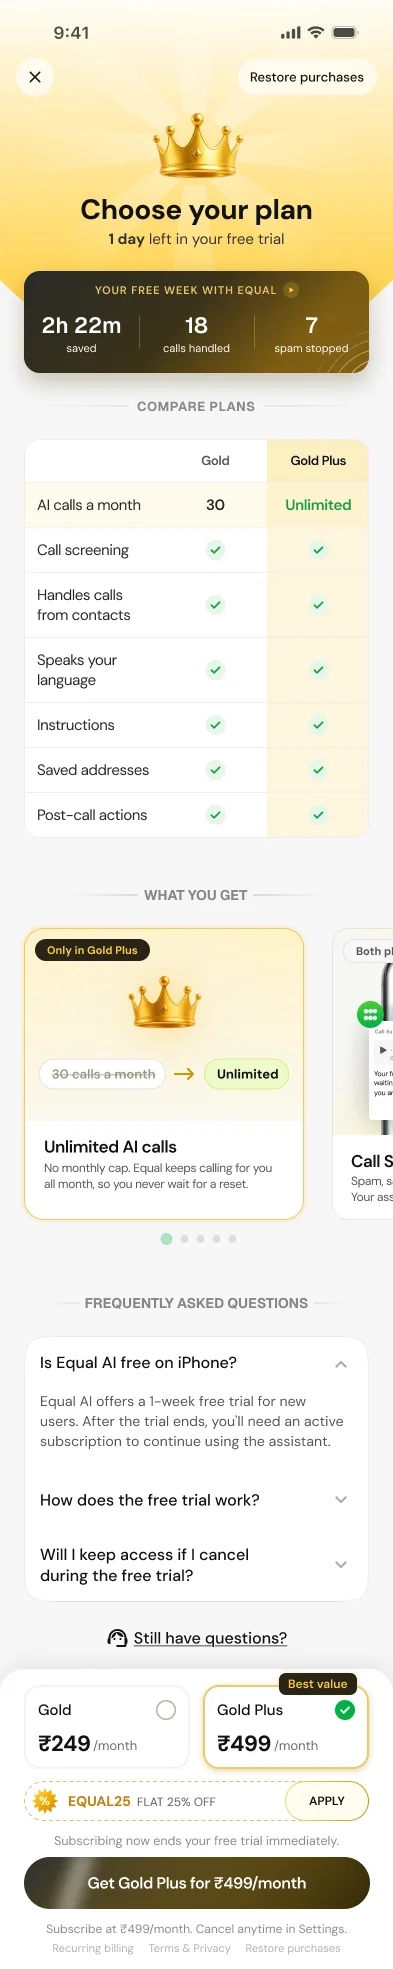 9:41
Restore purchases
Choose your plan
1 day left in your free trial
YOUR FREE WEEK WITH EQUAL
2h 22m
saved
18
calls handled
7
spam stopped
COMPARE PLANS
Gold
Gold Plus
AI calls a month
30
Unlimited
Call screening
Handles calls
from contacts
Speaks your
language
Instructions
Saved addresses
Post-call actions
WHAT YOU GET
Only in Gold Plus
30 calls a month
Unlimited
Unlimited AI calls
No monthly cap. Equal keeps calling for you
all month, so you never wait for a reset.
Both pl
Call Su
Your f
waitin
you ar
Call S
Spam, s
Your ass
FREQUENTLY ASKED QUESTIONS
Is Equal AI free on iPhone?
Equal AI offers a 1-week free trial for new
users. After the trial ends, you'll need an active
subscription to continue using the assistant.
How does the free trial work?
Will I keep access if I cancel
during the free trial?
Still have questions?
Best value
Gold
₹249 /month
Gold Plus
₹499 /month
% EQUAL25 FLAT 25% OFF
APPLY
Subscribing now ends your free trial immediately.
Get Gold Plus for ₹499/month
Subscribe at ₹499/month. Cancel anytime in Settings.
Recurring billing Terms & Privacy Restore purchases